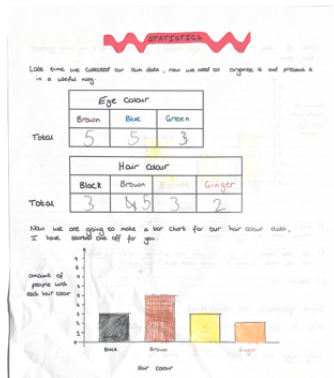 STATISTICS
Last time we collected our own data, now we need to organise it and present it
in a useful way.
Eye Colour
Brown Blue Green
Total 5 5 3
Hair Colour
Black Brown Blonde Ginger
Total 3 5 3 2
Now we are going to make a bar chart for our hair colour data,
I have started one off for you.
amount of
people with
each hair colour
Black Brown Ginger
Hair Colour